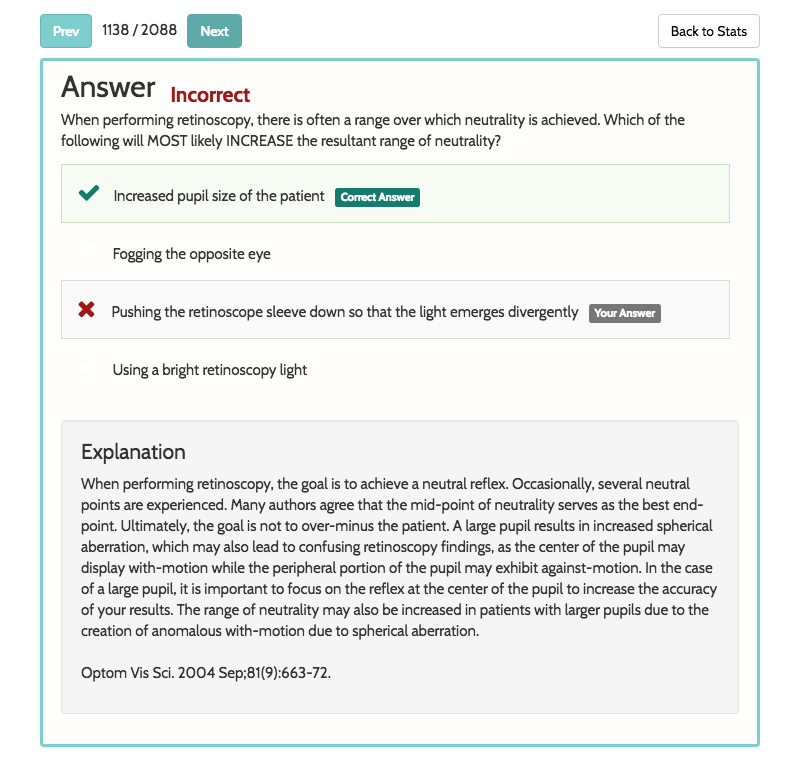 Prev 1138 / 2088 Next Back to Stats
Answer Incorrect
When performing retinoscopy, there is often a range over which neutrality is achieved. Which of the
following will MOST likely INCREASE the resultant range of neutrality?
Increased pupil size of the patient Correct Answer
Fogging the opposite eye
Pushing the retinoscope sleeve down so that the light emerges divergently Your Answer
Using a bright retinoscopy light
Explanation
When performing retinoscopy, the goal is to achieve a neutral reflex. Occasionally, several neutral
points are experienced. Many authors agree that the mid-point of neutrality serves as the best end-
point. Ultimately, the goal is not to over-minus the patient. A large pupil results in increased spherical
aberration, which may also lead to confusing retinoscopy findings, as the center of the pupil may
display with-motion while the peripheral portion of the pupil may exhibit against-motion. In the case
of a large pupil, it is important to focus on the reflex at the center of the pupil to increase the accuracy
of your results. The range of neutrality may also be increased in patients with larger pupils due to the
creation of anomalous with-motion due to spherical aberration.
Optom Vis Sci. 2004 Sep;81(9):663-72.